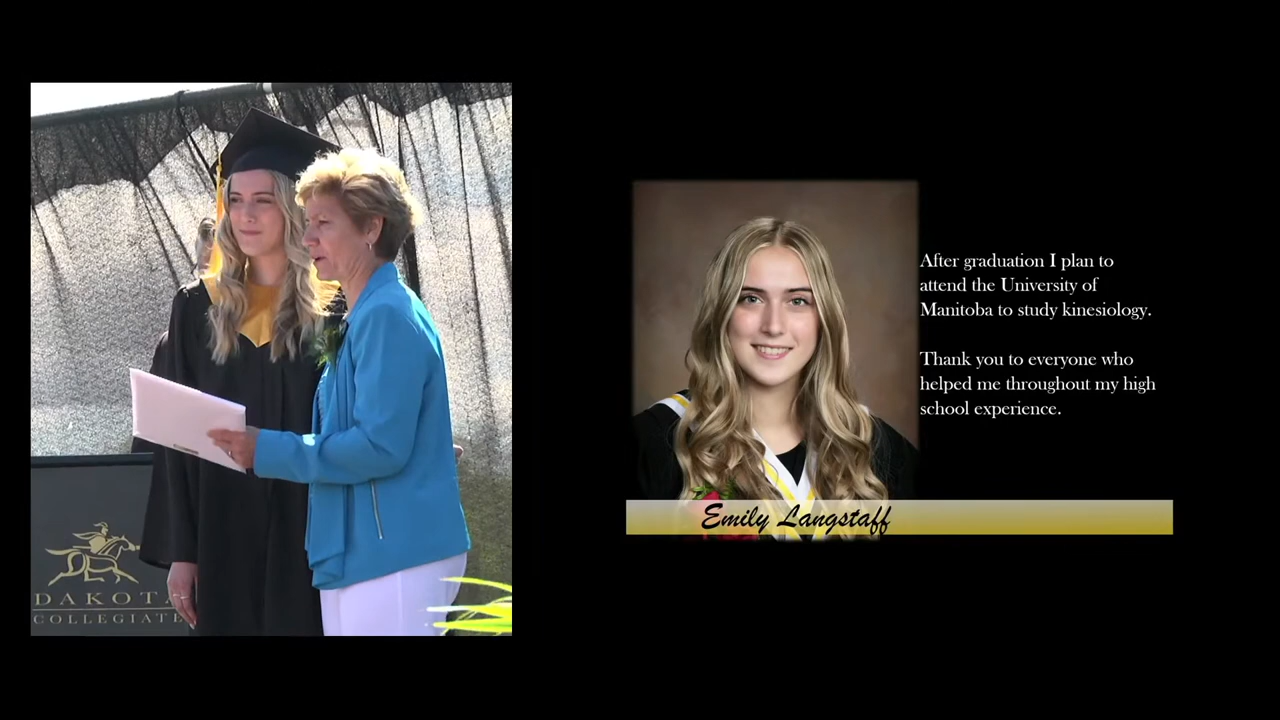 DAKOTA
COLLEGIATE
After graduation I plan to
attend the University of
Manitoba to study kinesiology.
Thank you to everyone who
helped me throughout my high
school experience.
Emily Langstaff